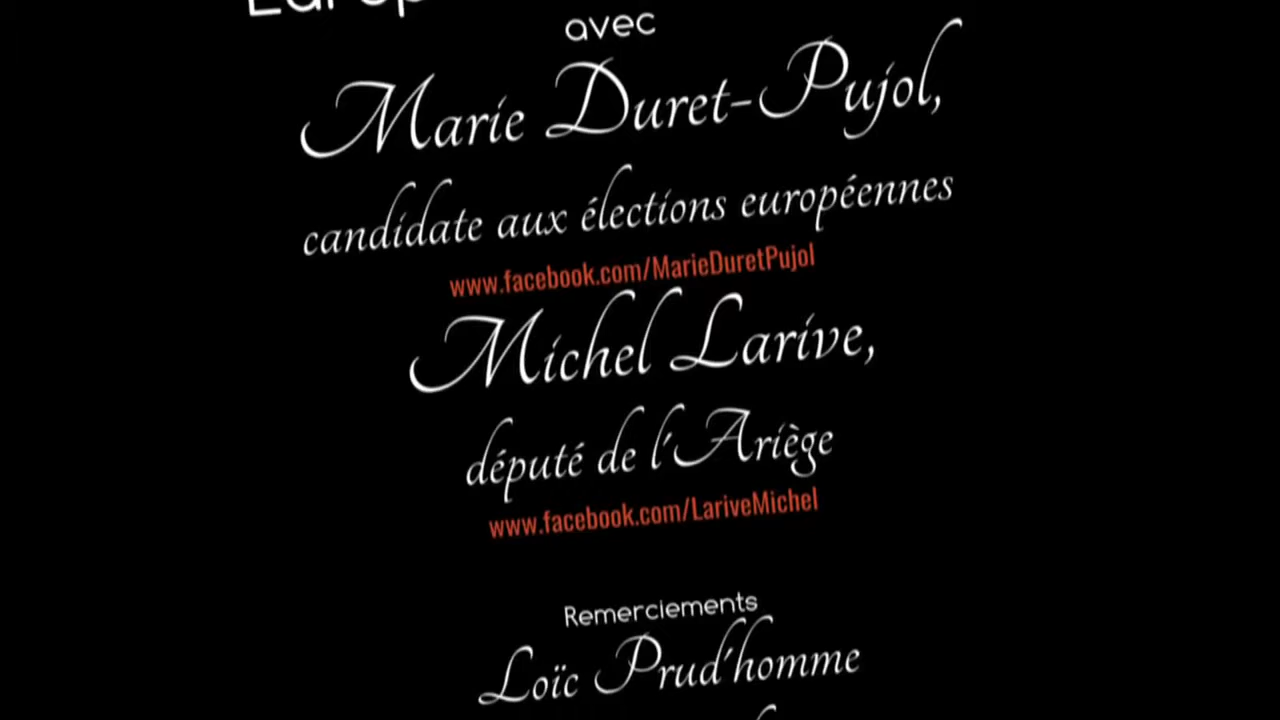 avec
Marie Duret-Pujol,
candidate aux élections européennes
www.facebook.com/MarieDuretPujol
Michel Larive,
député de l'Ariège
www.facebook.com/LariveMichel
Remerciements
Loïc Prud'homme